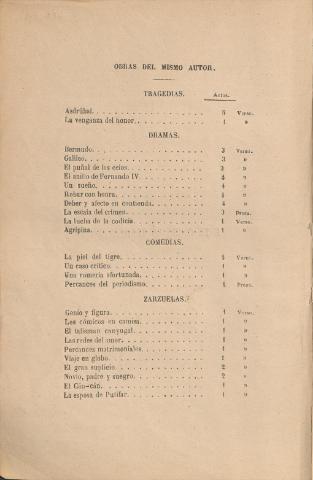 OBRAS DEL MISMO AUTOR.
TRAGEDIAS. Actos.
Asdrúbal. 5 Verso.
La venganza del honor. 1 »
DRAMAS.
Bermudo. 3 Verso.
Galileo. 3 »
El puñal de los celos. 3 »
El anillo de Fernando IV. 4 »
Un sueño. 4 »
Robar con honra. »
Deber y afecto en contienda. 4 »
La escala del crimen. 3 Prosa.
La lucha de la codicia. 1 Verso.
Agripina. 1 »
COMEDIAS.
La piel del tigre. Verso.
Un caso crítico. 1 »
Una romería afortunada. 1 »
Percances del periodismo. 1 Prosa.
ZARZUELAS.
Genio y figura. 1 Verso.
Los cómicos en camisa. 1 »
El talisman conyugal. 1 »
Las redes del amor. 1 »
Percances matrimoniales. 1 »
Viaje en globo. 1 »
El gran suplicio. 2 »
Novio, padre y suegro. 2 »
El Can-cán. 1 »
La esposa de Putifar. 1 »